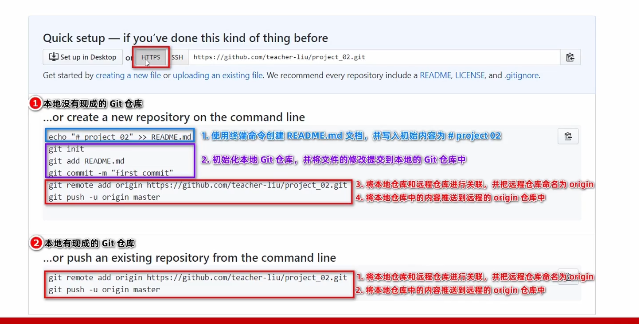 Quick setup — if you've done this kind of thing before
Set up in Desktop or HTTPS SSH https://github.com/teacher-liu/project_02.git
Get started by creating a new file or uploading an existing file. We recommend every repository include a README, LICENSE, and .gitignore.
1 本地没有现成的 Git 仓库
...or create a new repository on the command line
echo "# project_02" >> README.md 1. 使用终端命令创建 README.md 文档，并写入初始内容为 # project_02
git init
git add README.md 2. 初始化本地 Git 仓库，并将文件的修改提交到本地的 Git 仓库中
git commit -m "first commit"
git remote add origin https://github.com/teacher-liu/project_02.git 3. 将本地仓库和远程仓库进行关联，并把远程仓库命名为 origin
git push -u origin master 4. 将本地仓库中的内容推送到远程的 origin 仓库中
2 本地有现成的 Git 仓库
...or push an existing repository from the command line
git remote add origin https://github.com/teacher-liu/project_02.git 1. 将本地仓库和远程仓库进行关联，并把远程仓库命名为 origin
git push -u origin master 2. 将本地仓库中的内容推送到远程的 origin 仓库中